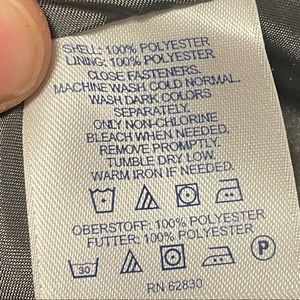 SHELL: 100% POLYESTER
LINING: 100% POLYESTER
CLOSE FASTENERS.
MACHINE WASH COLD NORMAL.
WASH DARK COLORS
SEPARATELY.
ONLY NON-CHLORINE
BLEACH WHEN NEEDED.
REMOVE PROMPTLY.
TUMBLE DRY LOW.
WARM IRON IF NEEDED.
OBERSTOFF: 100% POLYESTER
FUTTER: 100% POLYESTER
30
P
RN 62830